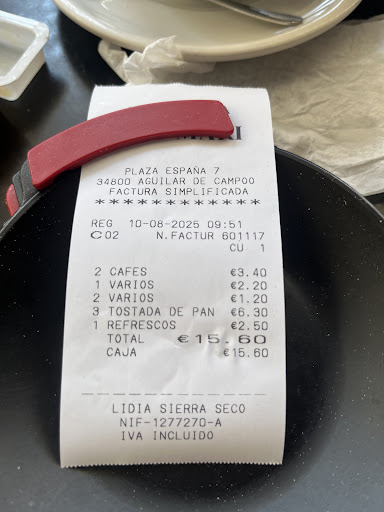 PLAZA ESPAÑA 7
34800 AGUILAR DE CAMPOO
FACTURA SIMPLIFICADA
************
REG 10-08-2025 09:51
C02 N.FACTUR 601117
CU 1
2 CAFES €3.40
1 VARIOS €2.20
2 VARIOS €1.20
3 TOSTADA DE PAN €6.30
1 REFRESCOS €2.50
TOTAL €15.60
CAJA €15.60
LIDIA SIERRA SECO
NIF-1277270-A
IVA INCLUIDO